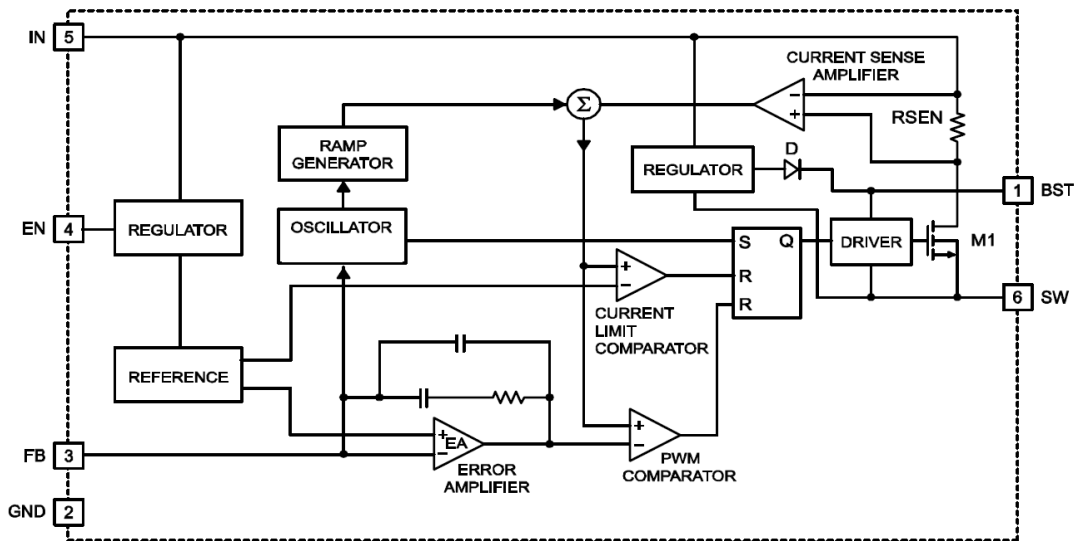 IN 5
CURRENT SENSE
AMPLIFIER
−
+
RSEN
Σ
RAMP
GENERATOR
D
REGULATOR
1 BST
EN 4
REGULATOR
OSCILLATOR
S Q
DRIVER
M1
+
−
R
R
6 SW
CURRENT
LIMIT
COMPARATOR
REFERENCE
+
EA
−
+
−
FB 3
ERROR
AMPLIFIER
PWM
COMPARATOR
GND 2